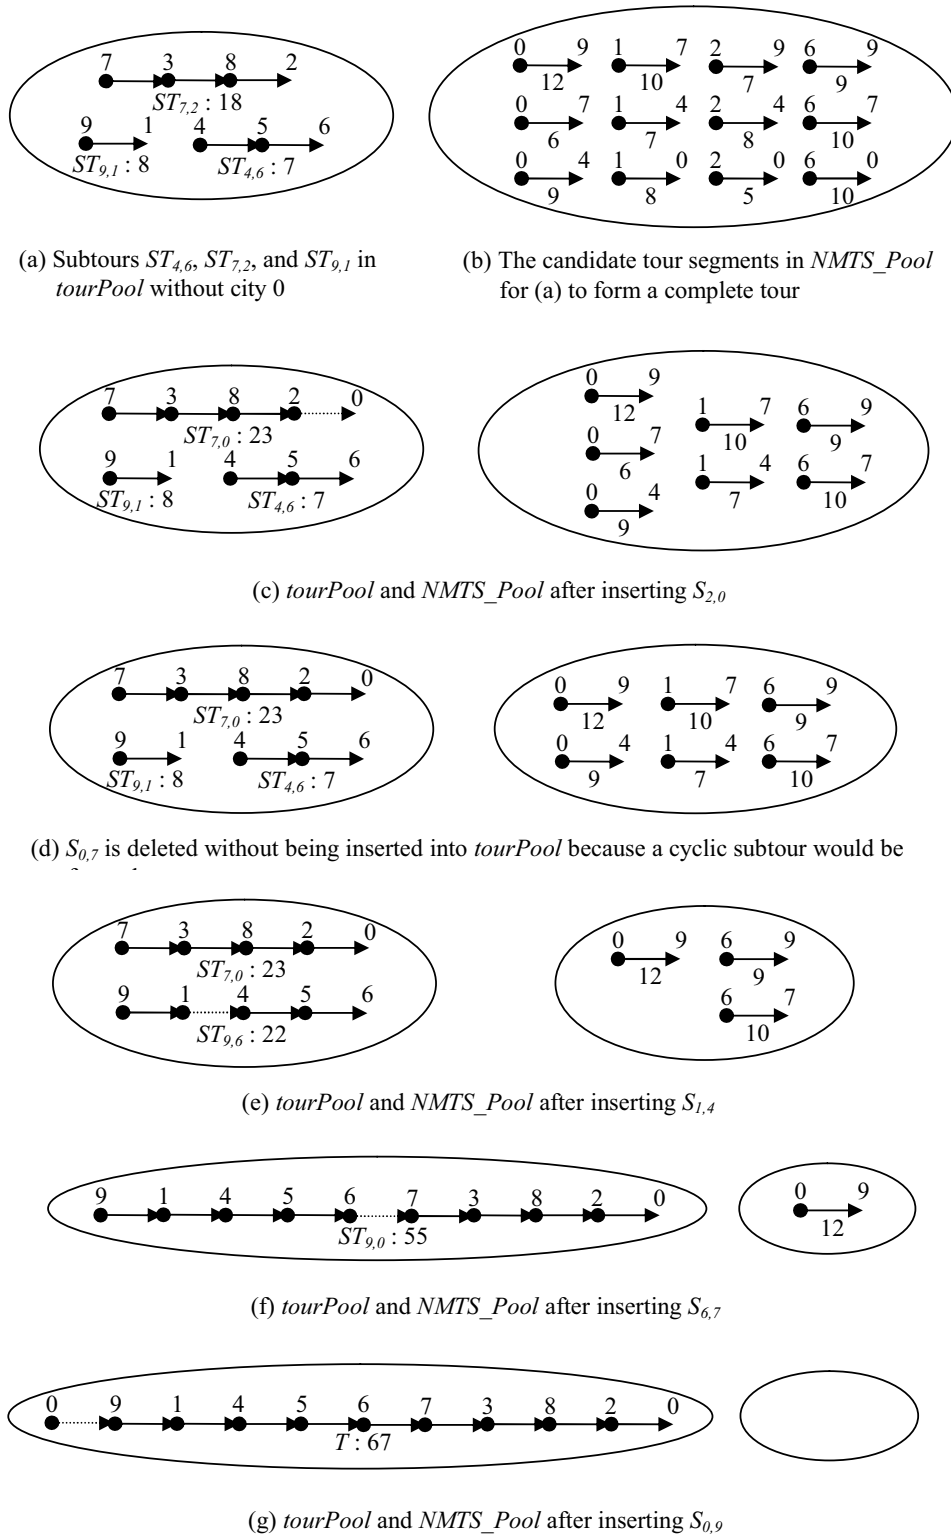 7 3 8 2
ST7,2 : 18
9 1 4 5 6
ST9,1 : 8 ST4,6 : 7
0 9 1 7 2 9 6 9
12 10 7 9
0 7 1 4 2 4 6 7
6 7 8 10
0 4 1 0 2 0 6 0
9 8 5 10
(a) Subtours ST4,6, ST7,2, and ST9,1 in
tourPool without city 0
(b) The candidate tour segments in NMTS_Pool
for (a) to form a complete tour
7 3 8 2 0
ST7,0 : 23
9 1 4 5 6
ST9,1 : 8 ST4,6 : 7
0 9
12
1 7 6 9
10 9
0 7
6
1 4 6 7
7 10
0 4
9
(c) tourPool and NMTS_Pool after inserting S2,0
7 3 8 2 0
ST7,0 : 23
9 1 4 5 6
ST9,1 : 8 ST4,6 : 7
0 9 1 7 6 9
12 10 9
0 4 1 4 6 7
9 7 10
(d) S0,7 is deleted without being inserted into tourPool because a cyclic subtour would be
7 3 8 2 0
ST7,0 : 23
9 1 4 5 6
ST9,6 : 22
0 9 6 9
12 9
6 7
10
(e) tourPool and NMTS_Pool after inserting S1,4
9 1 4 5 6 7 3 8 2 0
ST9,0 : 55
0 9
12
(f) tourPool and NMTS_Pool after inserting S6,7
0 9 1 4 5 6 7 3 8 2 0
T : 67
(g) tourPool and NMTS_Pool after inserting S0,9